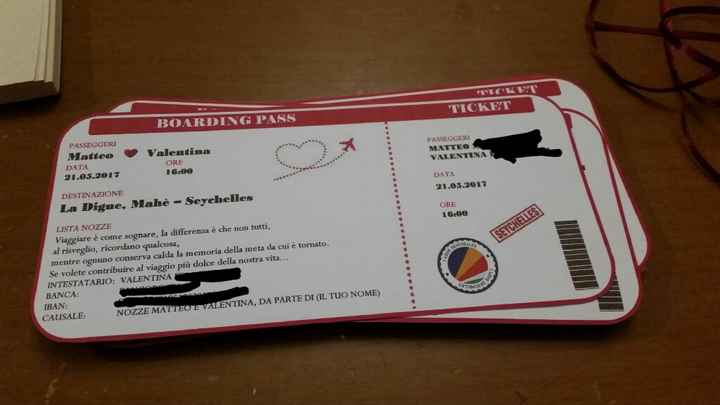 TICKET
BOARDING PASS
TICKET
PASSEGGERI
Matteo Valentina
DATA
21.05.2017
ORE
16:00
DESTINAZIONE
La Digue, Mahè – Seychelles
LISTA NOZZE
Viaggiare è come sognare, la differenza è che non tutti,
al risveglio, ricordano qualcosa,
mentre ognuno conserva calda la memoria della meta da cui è tornato.
Se volete contribuire al viaggio più dolce della nostra vita...
INTESTATARIO: VALENTINA
BANCA:
IBAN:
CAUSALE: NOZZE MATTEO E VALENTINA, DA PARTE DI (IL TUO NOME)
PASSEGGERI
MATTEO
VALENTINA
DATA
21.05.2017
ORE
16:00
SEYCHELLES